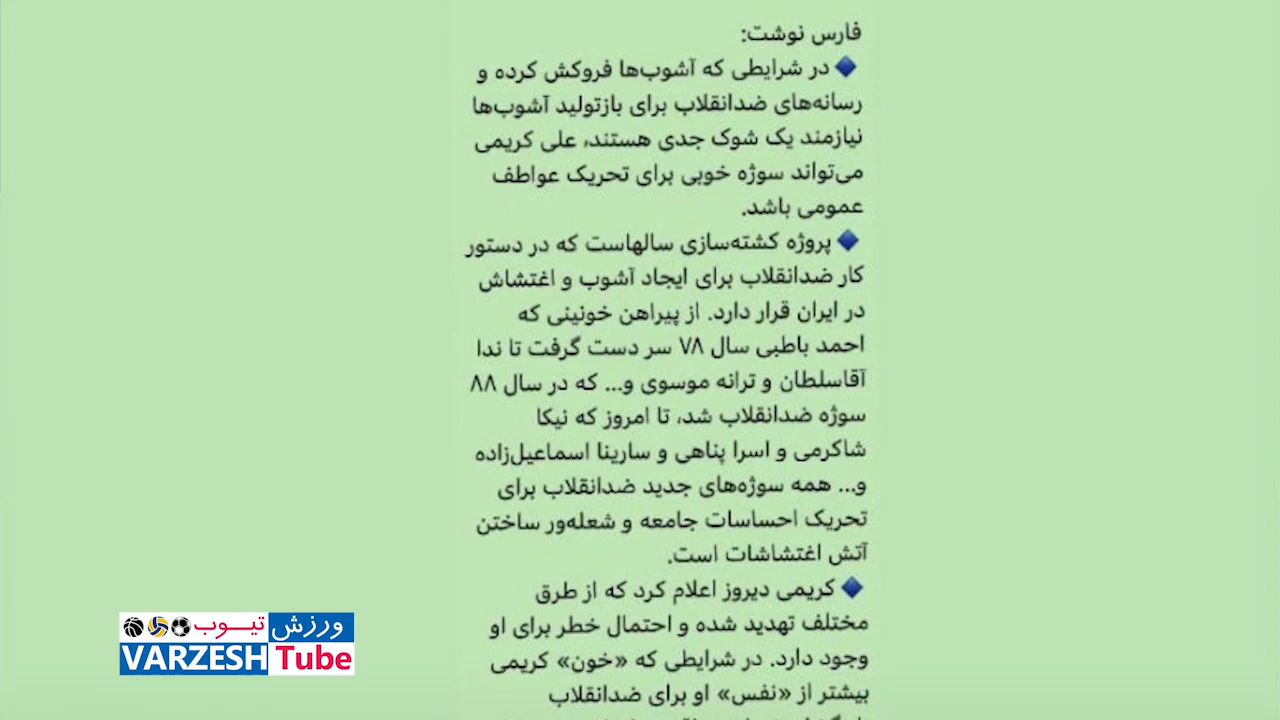 فارس نوشت:
در شرایطی که آشوب‌ها فروکش کرده و
رسانه‌های ضدانقلاب برای بازتولید آشوب‌ها
نیازمند یک شوک جدی هستند، علی کریمی
می‌تواند سوژه خوبی برای تحریک عواطف
عمومی باشد.
پروژه کشته‌سازی سالهاست که در دستور
کار ضدانقلاب برای ایجاد آشوب و اغتشاش
در ایران قرار دارد. از پیراهن خونینی که
احمد باطبی سال ۷۸ سر دست گرفت تا ندا
آقاسلطان و ترانه موسوی و... که در سال ۸۸
سوژه ضدانقلاب شد، تا امروز که نیکا
شاکرمی و اسرا پناهی و سارینا اسماعیل‌زاده
و... همه سوژه‌های جدید ضدانقلاب برای
تحریک احساسات جامعه و شعله‌ور ساختن
آتش اغتشاشات است.
کریمی دیروز اعلام کرد که از طرق
مختلف تهدید شده و احتمال خطر برای او
وجود دارد. در شرایطی که «خون» کریمی
بیشتر از «نفس» او برای ضدانقلاب
ورزش تیوب
VARZESH Tube